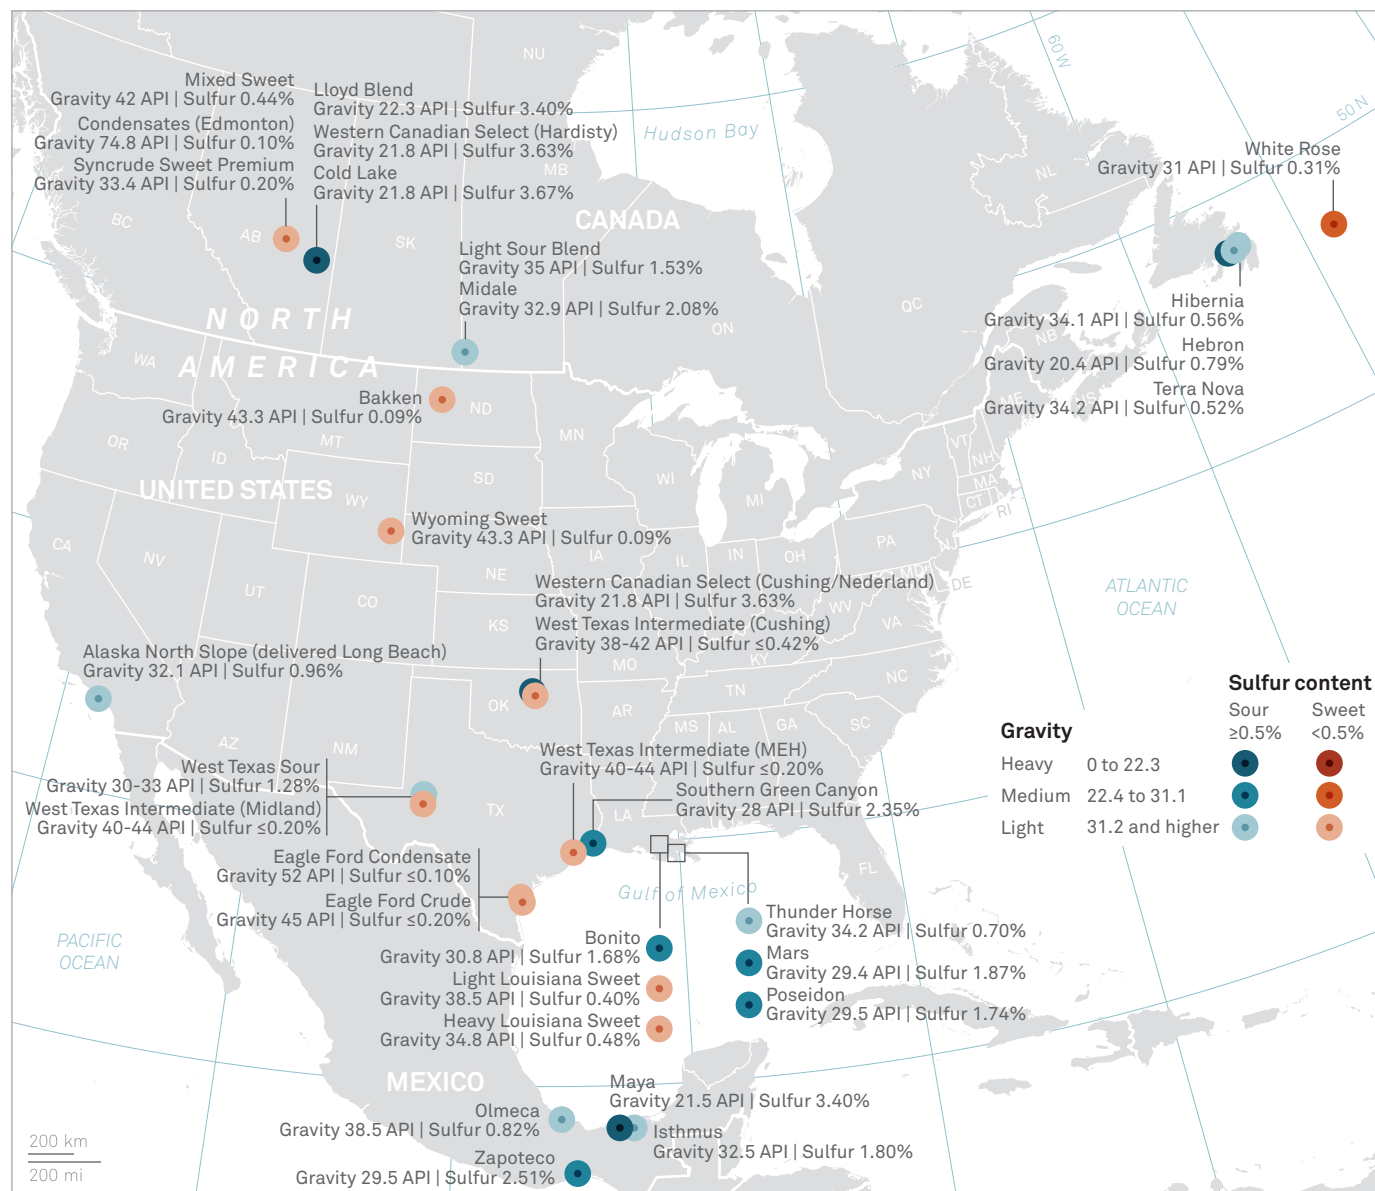 NU
60 W
50 N
Mixed Sweet
Gravity 42 API | Sulfur 0.44%
Condensates (Edmonton)
Gravity 74.8 API | Sulfur 0.10%
Syncrude Sweet Premium
Gravity 33.4 API | Sulfur 0.20%
Lloyd Blend
Gravity 22.3 API | Sulfur 3.40%
Western Canadian Select (Hardisty)
Gravity 21.8 API | Sulfur 3.63%
Cold Lake
Gravity 21.8 API | Sulfur 3.67%
Hudson Bay
White Rose
Gravity 31 API | Sulfur 0.31%
MB
NL
BC
AB
SK
CANADA
Light Sour Blend
Gravity 35 API | Sulfur 1.53%
Midale
Gravity 32.9 API | Sulfur 2.08%
QC
ON
NORTH
AMERICA
Hibernia
Gravity 34.1 API | Sulfur 0.56%
Hebron
Gravity 20.4 API | Sulfur 0.79%
Terra Nova
Gravity 34.2 API | Sulfur 0.52%
NB
ME
NS
WA
Bakken
Gravity 43.3 API | Sulfur 0.09%
ND
MN
OR
ID
MT
VT
NH
NY
MA
CT
RI
UNITED STATES
WY
SD
WI
MI
Wyoming Sweet
Gravity 43.3 API | Sulfur 0.09%
CA
NV
IA
IL
IN
OH
PA
NJ
UT
CO
NE
MD
DE
Western Canadian Select (Cushing/Nederland)
Gravity 21.8 API | Sulfur 3.63%
West Texas Intermediate (Cushing)
Gravity 38-42 API | Sulfur ≤0.42%
WV
VA
KS
MO
KY
ATLANTIC
OCEAN
Alaska North Slope (delivered Long Beach)
Gravity 32.1 API | Sulfur 0.96%
NC
TN
OK
AR
MS
AL
GA
SC
AZ
NM
Sulfur content
Sour
≥0.5%
Sweet
<0.5%
Gravity
Heavy 0 to 22.3
Medium 22.4 to 31.1
Light 31.2 and higher
West Texas Intermediate (MEH)
Gravity 40-44 API | Sulfur ≤0.20%
West Texas Sour
Gravity 30-33 API | Sulfur 1.28%
West Texas Intermediate (Midland)
Gravity 40-44 API | Sulfur ≤0.20%
Southern Green Canyon
Gravity 28 API | Sulfur 2.35%
TX
LA
FL
Eagle Ford Condensate
Gravity 52 API | Sulfur ≤0.10%
Eagle Ford Crude
Gravity 45 API | Sulfur ≤0.20%
Gulf of Mexico
PACIFIC
OCEAN
Bonito
Gravity 30.8 API | Sulfur 1.68%
Light Louisiana Sweet
Gravity 38.5 API | Sulfur 0.40%
Heavy Louisiana Sweet
Gravity 34.8 API | Sulfur 0.48%
Thunder Horse
Gravity 34.2 API | Sulfur 0.70%
Mars
Gravity 29.4 API | Sulfur 1.87%
Poseidon
Gravity 29.5 API | Sulfur 1.74%
MEXICO
Maya
Gravity 21.5 API | Sulfur 3.40%
Olmeca
Gravity 38.5 API | Sulfur 0.82%
Isthmus
Gravity 32.5 API | Sulfur 1.80%
Zapoteco
Gravity 29.5 API | Sulfur 2.51%
200 km
200 mi